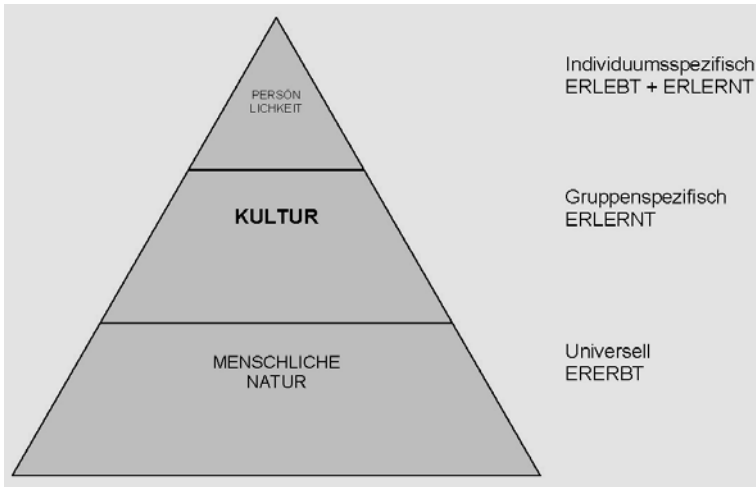 PERSÖN
LICHKEIT
Individuumsspezifisch
ERLEBT + ERLERNT
KULTUR
Gruppenspezifisch
ERLERNT
MENSCHLICHE
NATUR
Universell
ERERBT